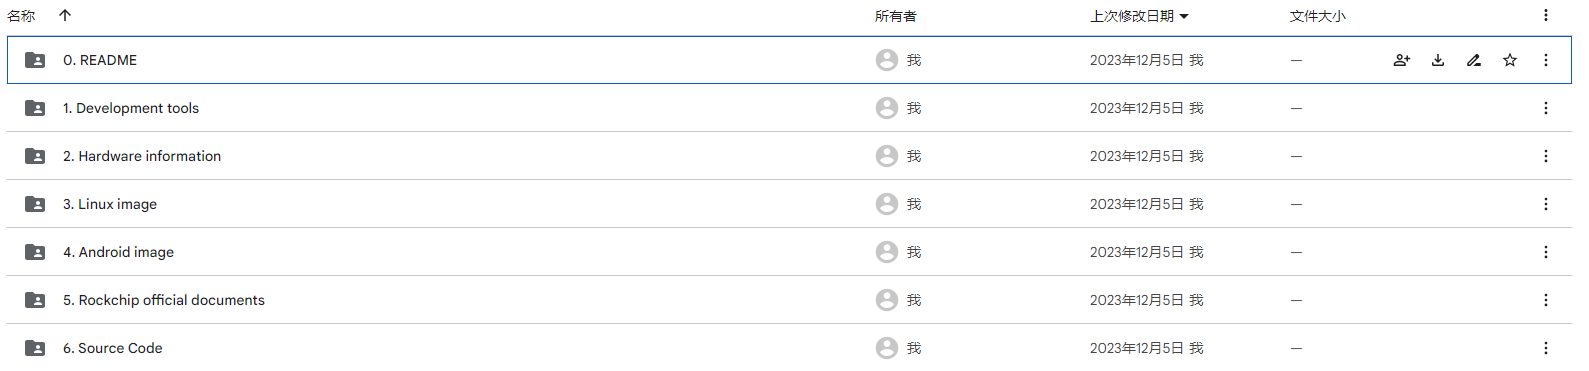 名称 所有者 上次修改日期 文件大小
0. README 我 2023年12月5日 我 —
1. Development tools 我 2023年12月5日 我 —
2. Hardware information 我 2023年12月5日 我 —
3. Linux image 我 2023年12月5日 我 —
4. Android image 我 2023年12月5日 我 —
5. Rockchip official documents 我 2023年12月5日 我 —
6. Source Code 我 2023年12月5日 我 —